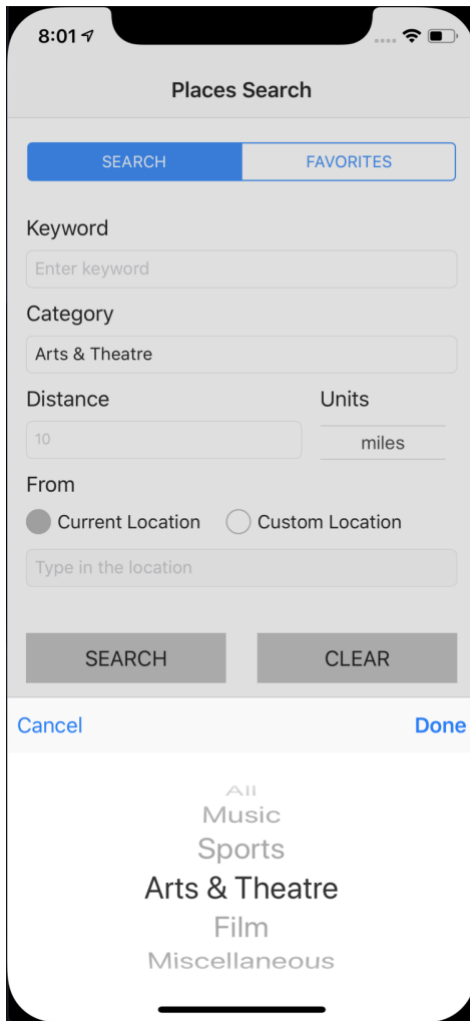 8:01
Places Search
SEARCH FAVORITES
Keyword
Enter keyword
Category
Arts & Theatre
Distance Units
10 miles
From
Current Location Custom Location
Type in the location
SEARCH CLEAR
Cancel Done
All
Music
Sports
Arts & Theatre
Film
Miscellaneous